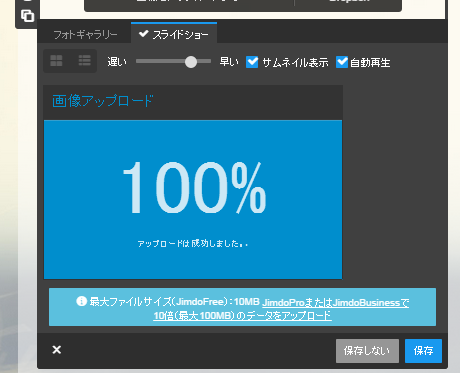 フォトギャラリー ✔ スライドショー
遅い 早い ✔ サムネイル表示 ✔ 自動再生
画像アップロード
100%
アップロードは成功しました。。
最大ファイルサイズ(JimdoFree):10MB JimdoProまたはJimdoBusinessで
10倍(最大100MB)のデータをアップロード
保存しない 保存